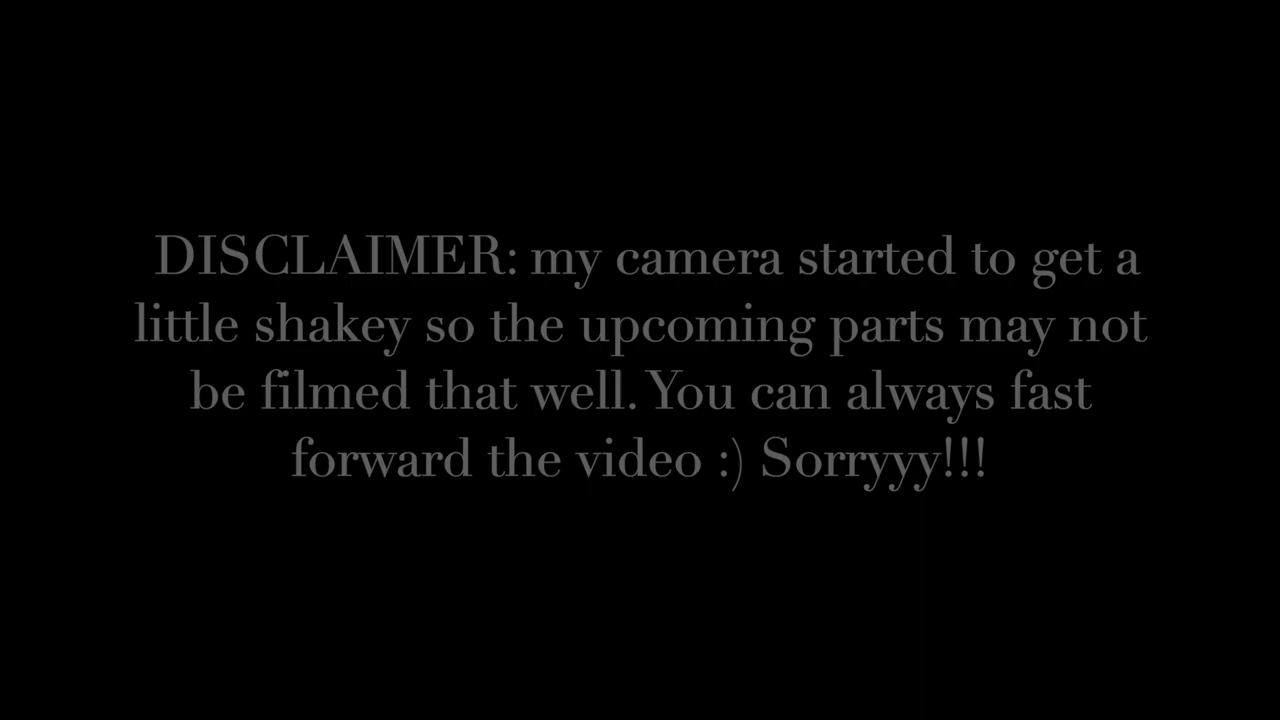 DISCLAIMER: my camera started to get a
little shakey so the upcoming parts may not
be filmed that well. You can always fast
forward the video :) Sorryyy!!!